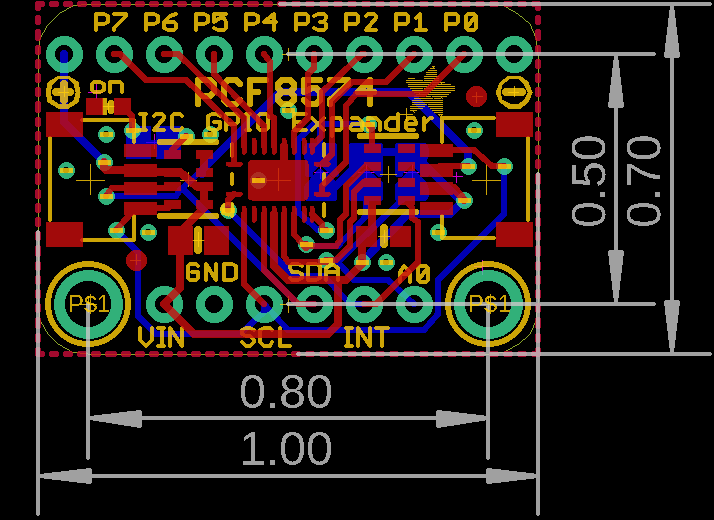 P7 P6 P5 P4 P3 P2 P1 P0
PCF8574
on
I2C GPIO Expander
GND SDA A0
P$1 P$1
VIN SCL INT
0.50
0.70
0.80
1.00